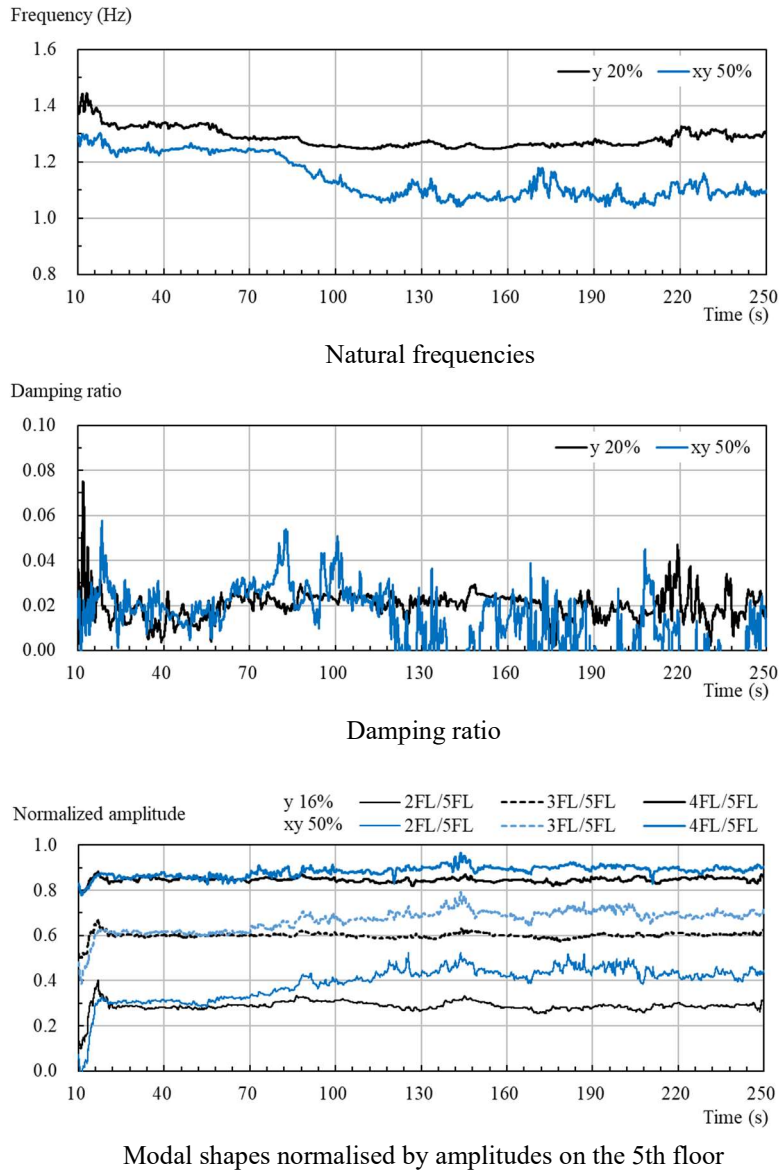 Frequency (Hz)
1.6
y 20% xy 50%
1.4
1.2
1.0
0.8
10 40 70 100 130 160 190 220 250
Time (s)
Natural frequencies
Damping ratio
0.10
y 20% xy 50%
0.08
0.06
0.04
0.02
0.00
10 40 70 100 130 160 190 220 250
Time (s)
Damping ratio
Normalized amplitude
y 16% 2FL/5FL 3FL/5FL 4FL/5FL
xy 50% 2FL/5FL 3FL/5FL 4FL/5FL
1.0
0.8
0.6
0.4
0.2
0.0
10 40 70 100 130 160 190 220 250
Time (s)
Modal shapes normalised by amplitudes on the 5th floor